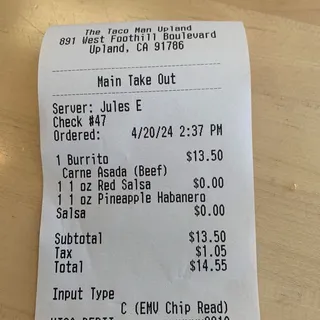 The Taco Man Upland
891 West Foothill Boulevard
Upland, CA 91786
Main Take Out
Server: Jules E
Check #47
Ordered: 4/20/24 2:37 PM
1 Burrito $13.50
Carne Asada (Beef)
1 1 oz Red Salsa $0.00
1 1 oz Pineapple Habanero
Salsa $0.00
Subtotal $13.50
Tax $1.05
Total $14.55
Input Type
C (EMV Chip Read)